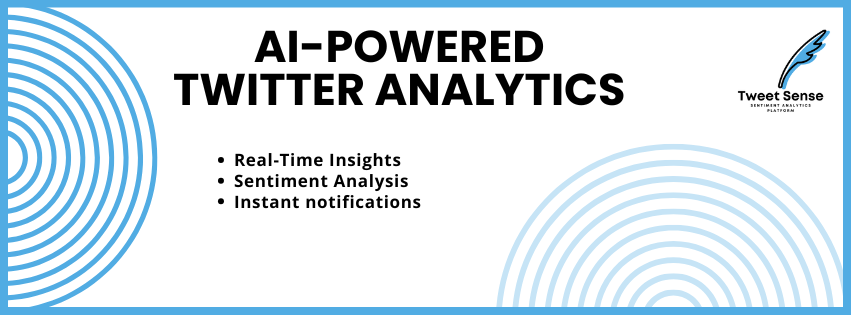 AI-POWERED
TWITTER ANALYTICS
Tweet Sense
SENTIMENT ANALYTICS
PLATFORM
• Real-Time Insights
• Sentiment Analysis
• Instant notifications